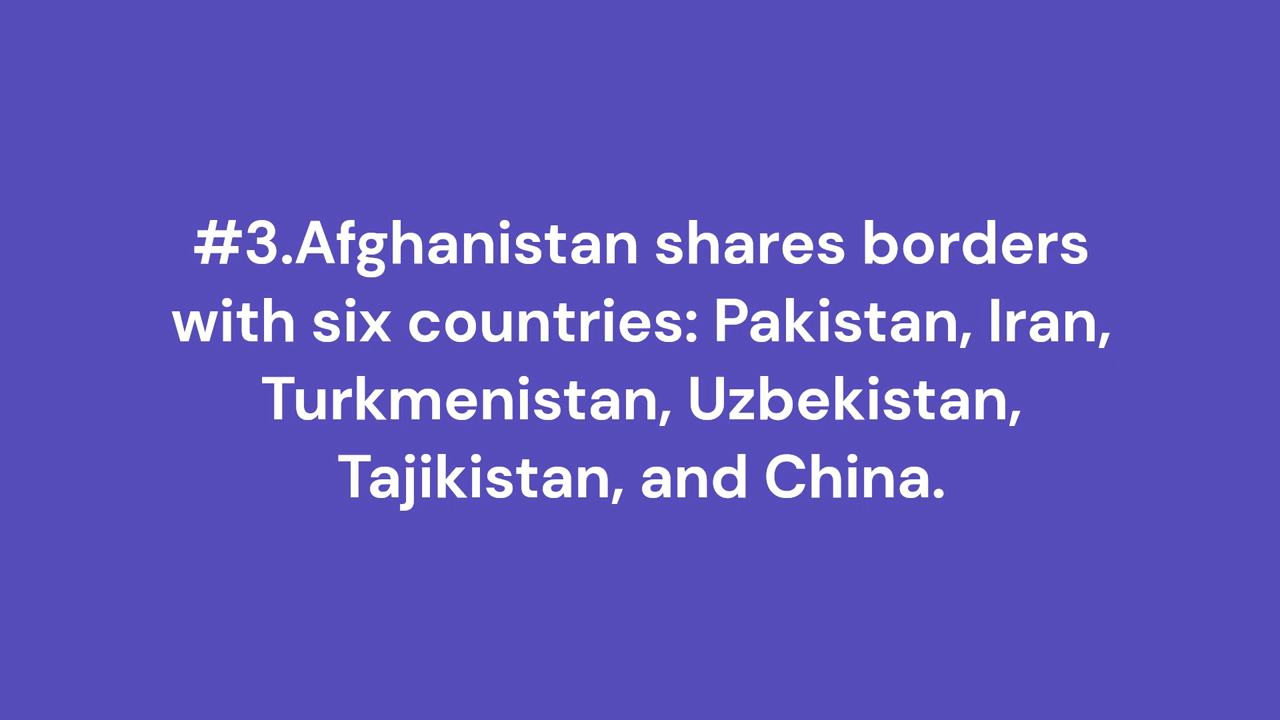 #3.Afghanistan shares borders
with six countries: Pakistan, Iran,
Turkmenistan, Uzbekistan,
Tajikistan, and China.